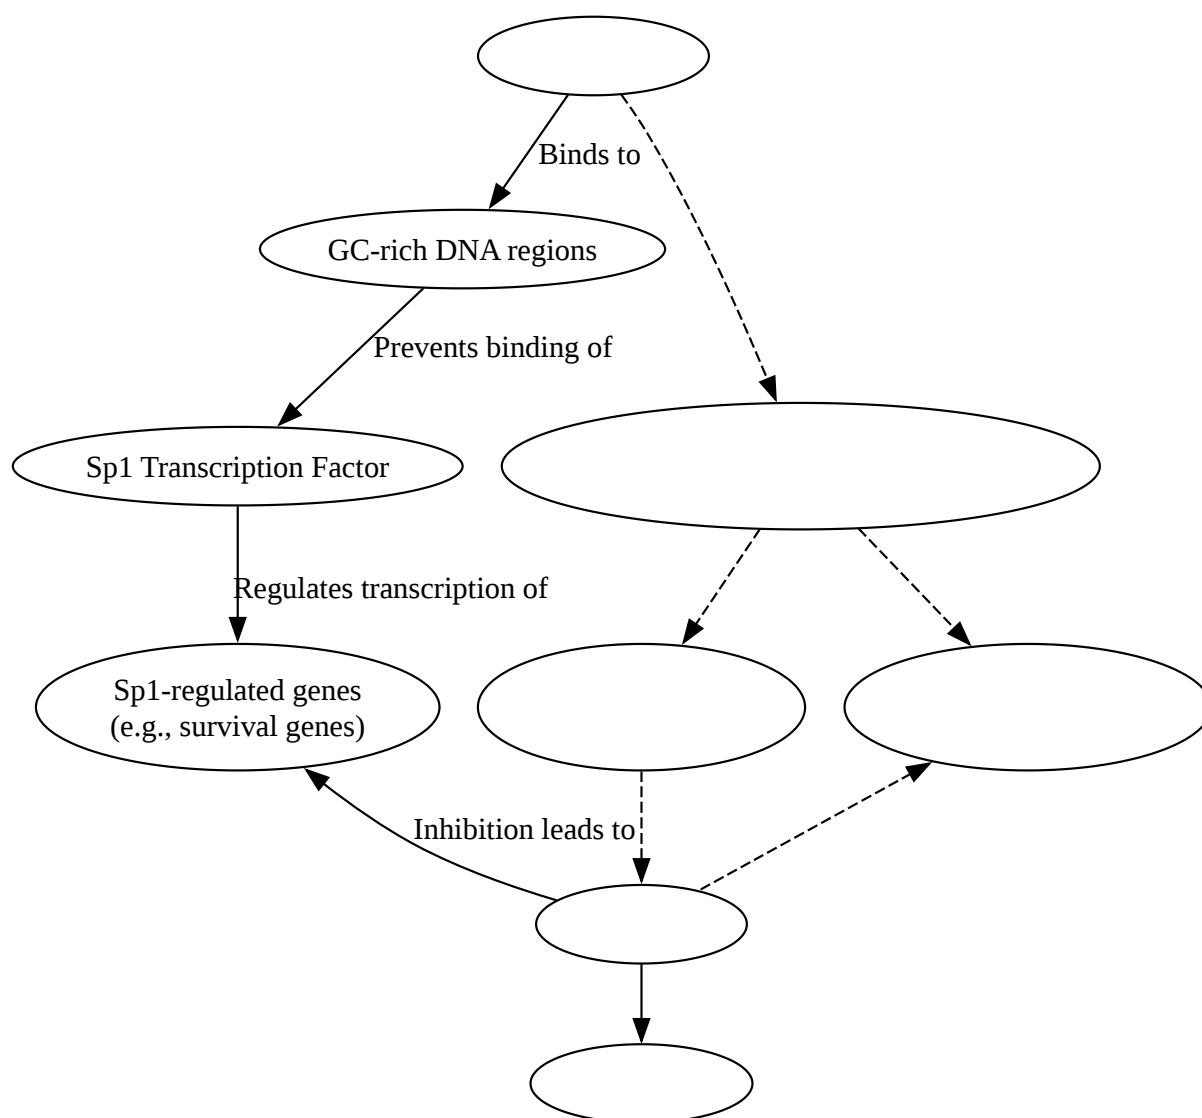 Binds to
GC-rich DNA regions
Prevents binding of
Sp1 Transcription Factor
Regulates transcription of
Sp1-regulated genes
(e.g., survival genes)
Inhibition leads to